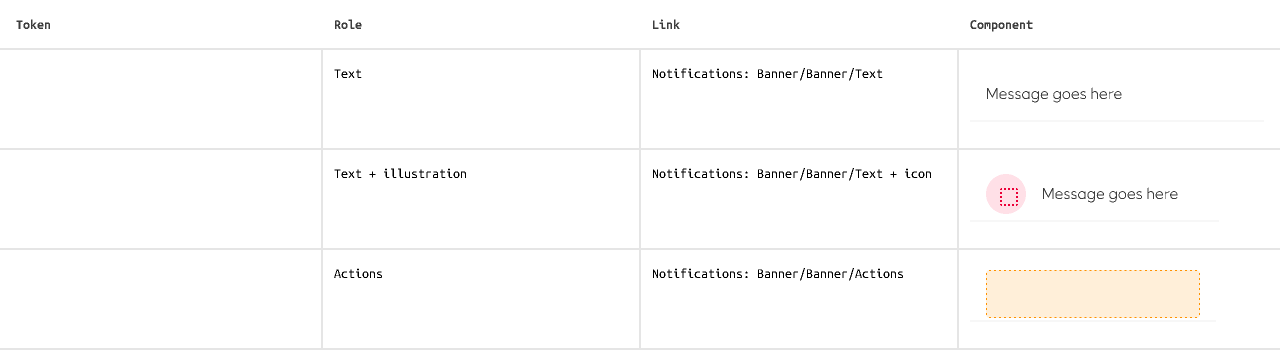 Token Role Link Component
Text Notifications: Banner/Banner/Text
Message goes here
Text + illustration Notifications: Banner/Banner/Text + icon
Message goes here
Actions Notifications: Banner/Banner/Actions